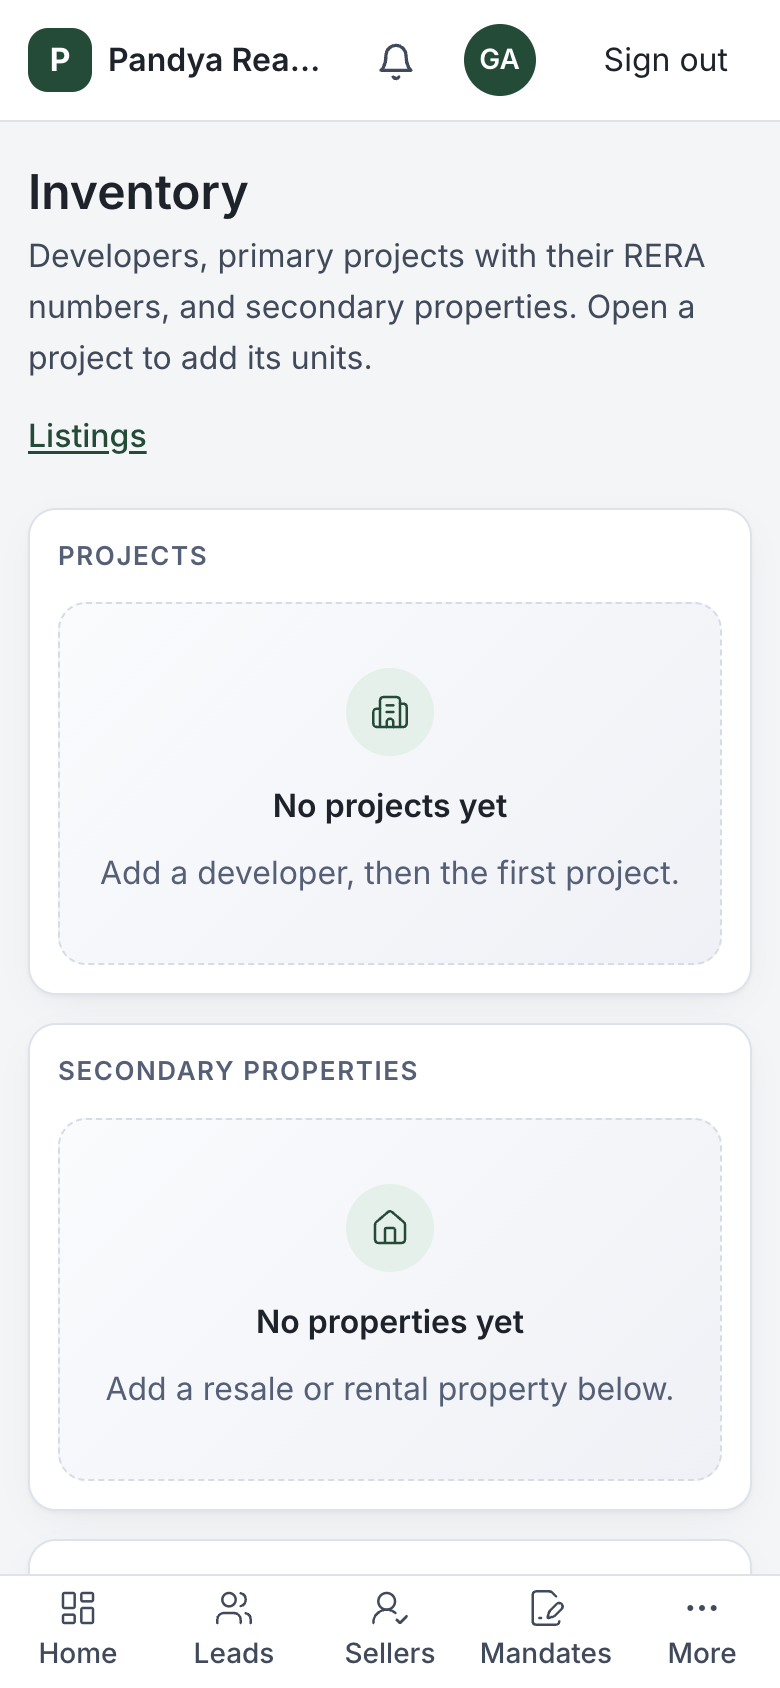 P Pandya Rea... GA Sign out
Inventory
Developers, primary projects with their RERA
numbers, and secondary properties. Open a
project to add its units.
Listings
PROJECTS
No projects yet
Add a developer, then the first project.
SECONDARY PROPERTIES
No properties yet
Add a resale or rental property below.
Home Leads Sellers Mandates More